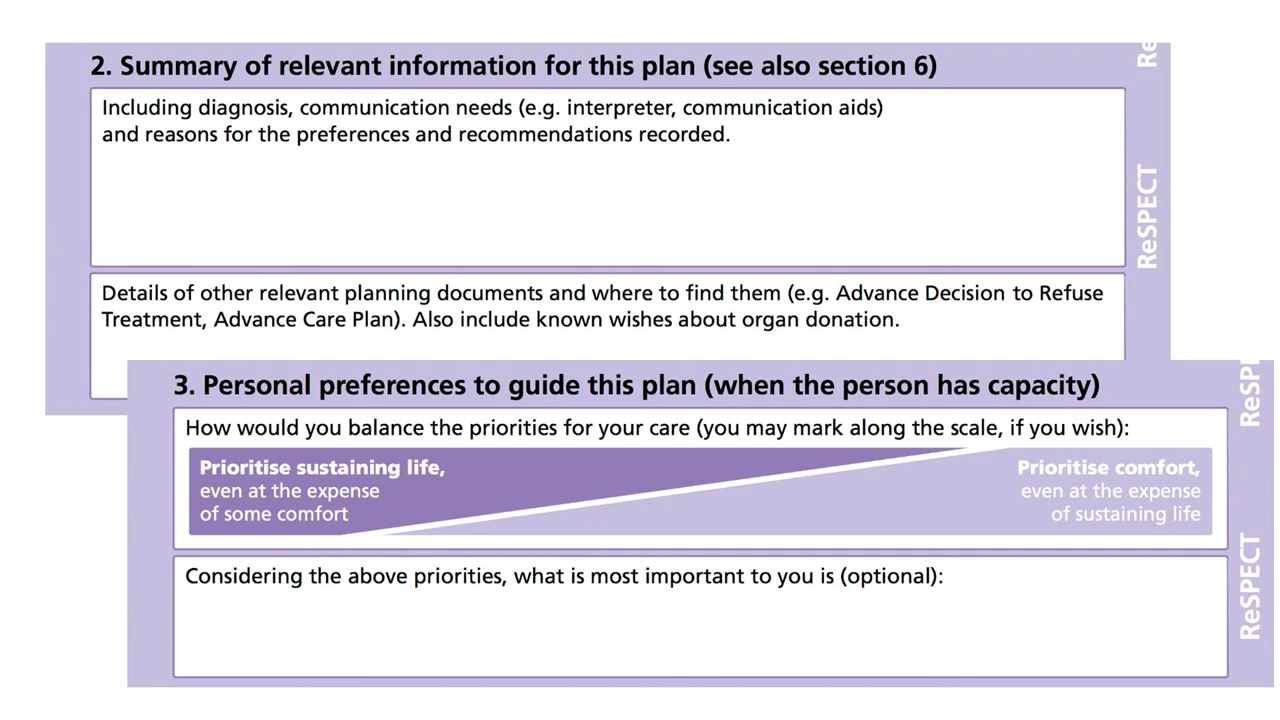 2. Summary of relevant information for this plan (see also section 6)
Including diagnosis, communication needs (e.g. interpreter, communication aids)
and reasons for the preferences and recommendations recorded.
Details of other relevant planning documents and where to find them (e.g. Advance Decision to Refuse
Treatment, Advance Care Plan). Also include known wishes about organ donation.
Re
ReSPECT
3. Personal preferences to guide this plan (when the person has capacity)
How would you balance the priorities for your care (you may mark along the scale, if you wish):
Prioritise sustaining life,
even at the expense
of some comfort
Prioritise comfort,
even at the expense
of sustaining life
Considering the above priorities, what is most important to you is (optional):
ReSP
ReSPECT